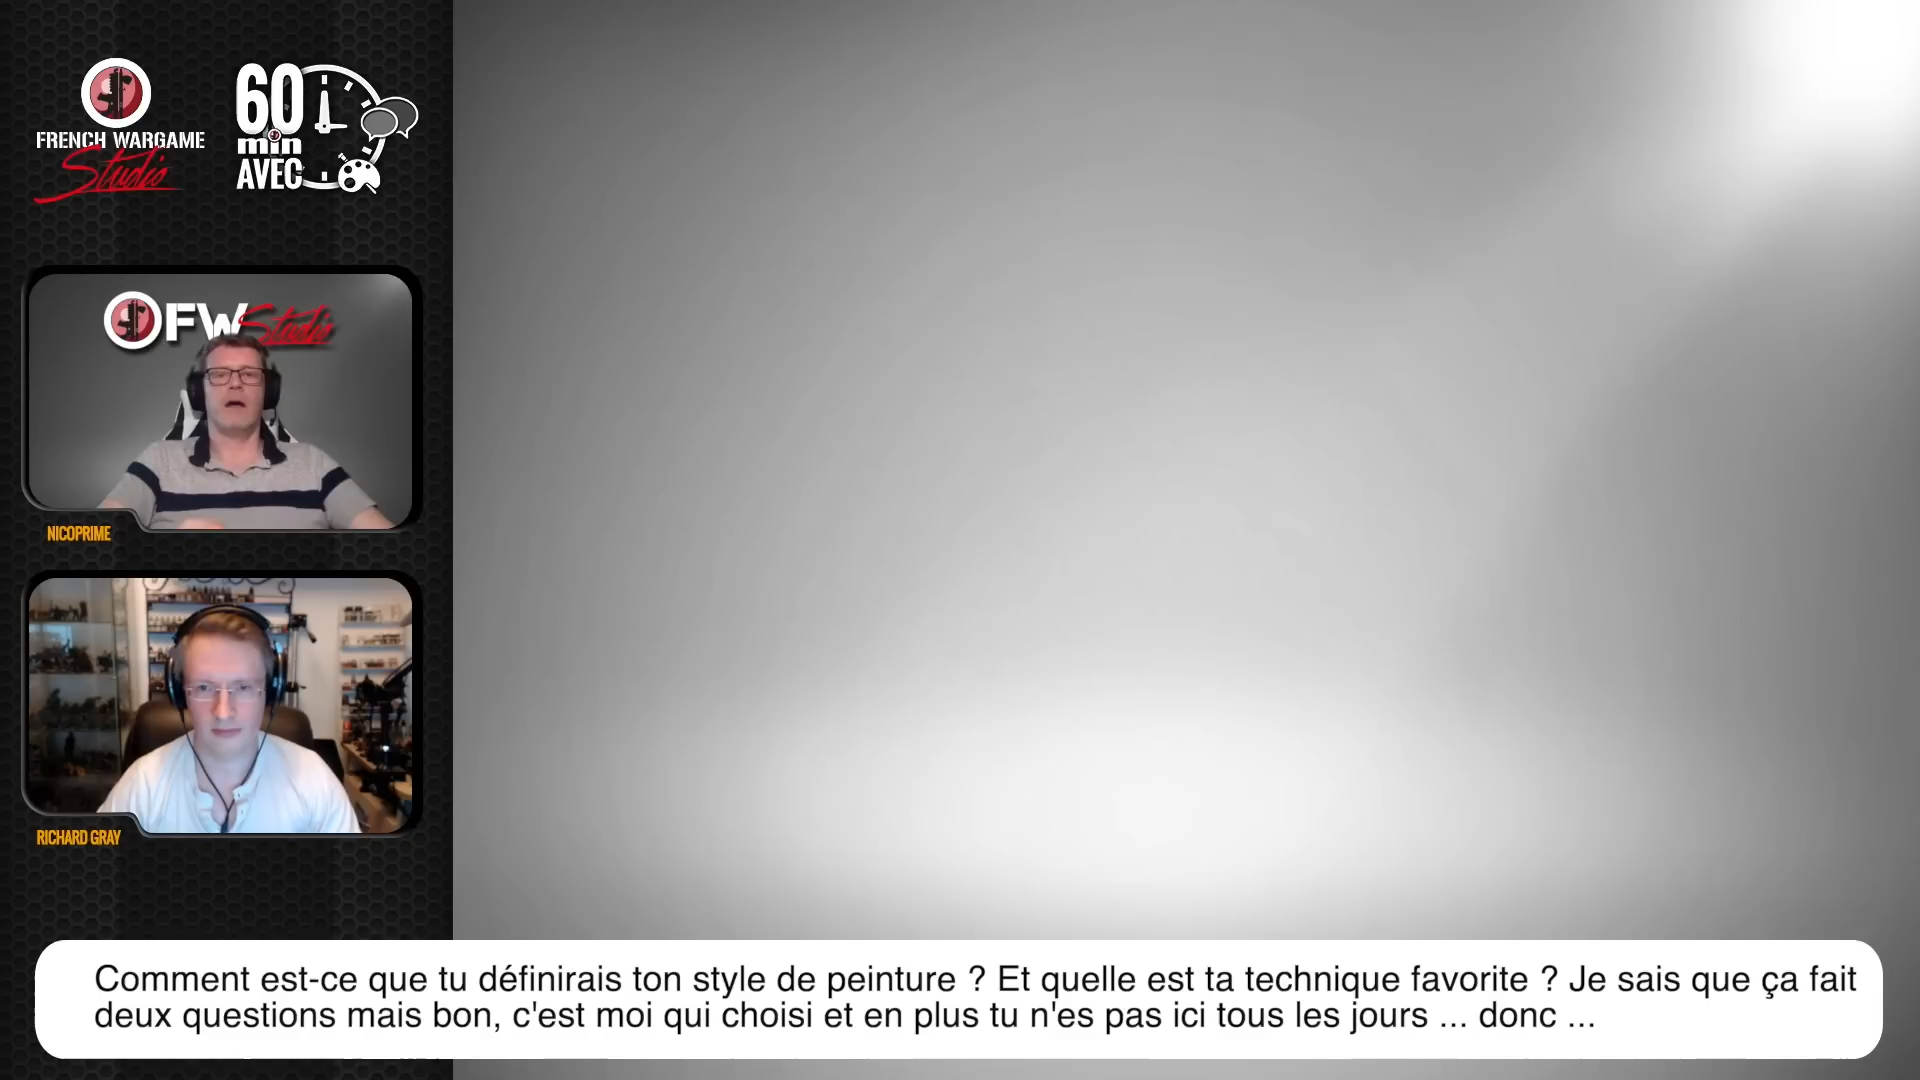 FRENCH WARGAME
Studio
60
min
AVEC
FW Studio
NICOPRIME
RICHARD GRAY
Comment est-ce que tu définirais ton style de peinture ? Et quelle est ta technique favorite ? Je sais que ça fait
deux questions mais bon, c'est moi qui choisi et en plus tu n'es pas ici tous les jours ... donc ...